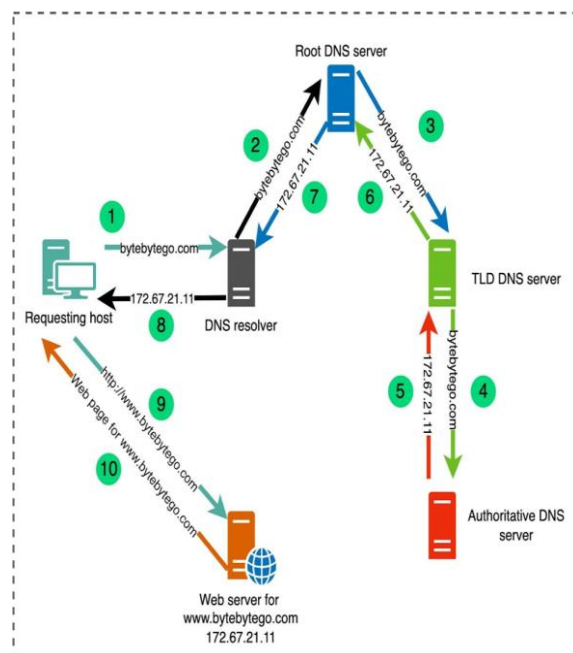 Root DNS server
2
bytebytego.com
3
bytebytego.com
7
172.67.21.11
6
172.67.21.11
1
bytebytego.com
TLD DNS server
Requesting host
172.67.21.11
8
DNS resolver
5
172.67.21.11
4
bytebytego.com
9
http://www.bytebytego.com
10
Web page for www.bytebytego.com
Authoritative DNS
server
Web server for
www.bytebytego.com
172.67.21.11